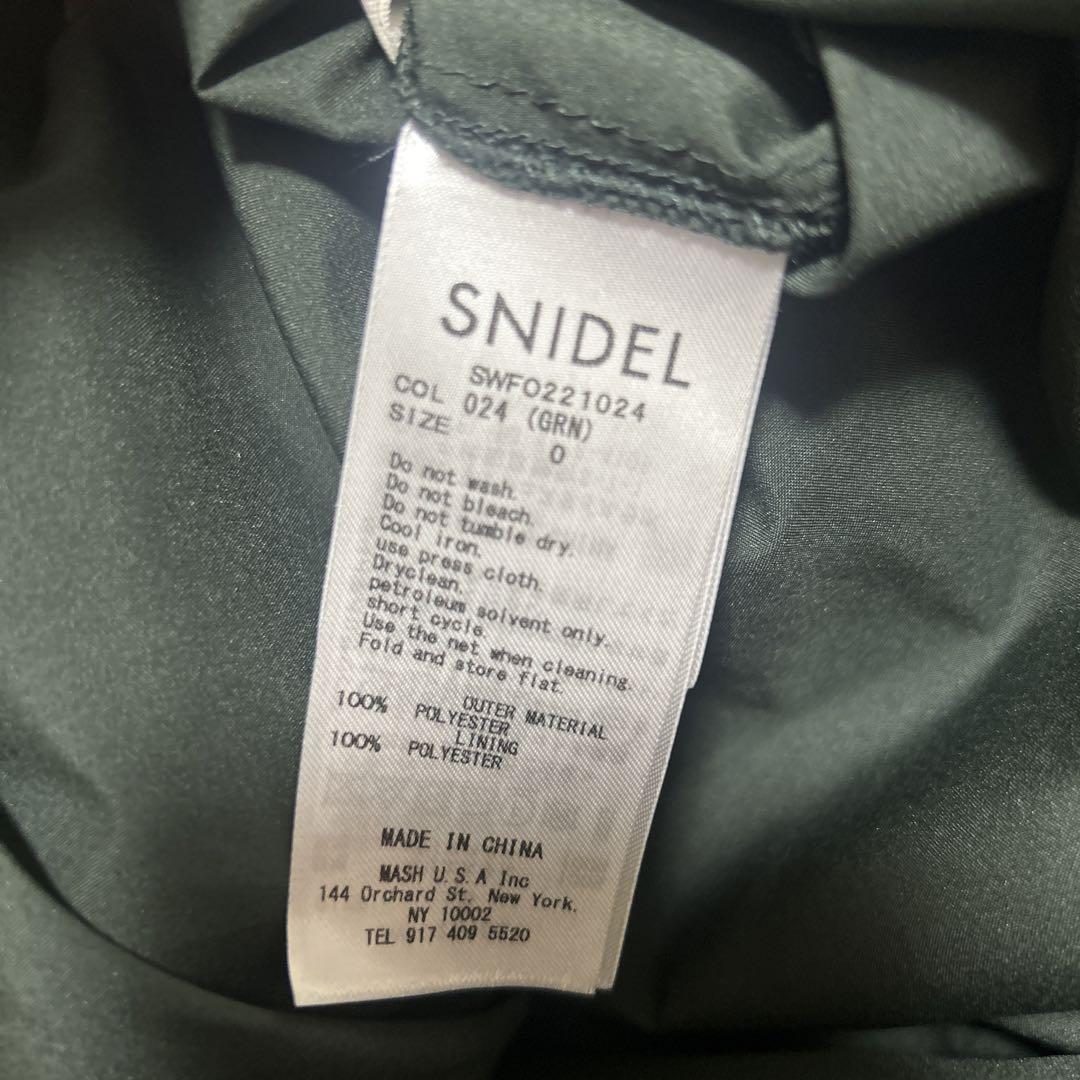 SNIDEL
SWFO221024
COL 024 (GRN)
SIZE 0
Do not wash.
Do not bleach.
Do not tumble dry.
Cool iron.
use press cloth.
Dryclean.
petroleum solvent only.
short cycle.
Use the net when cleaning.
Fold and store flat.
OUTER MATERIAL
100% POLYESTER
LINING
100% POLYESTER
MADE IN CHINA
MASH U.S.A Inc
144 Orchard St. New York.
NY 10002
TEL 917 409 5520